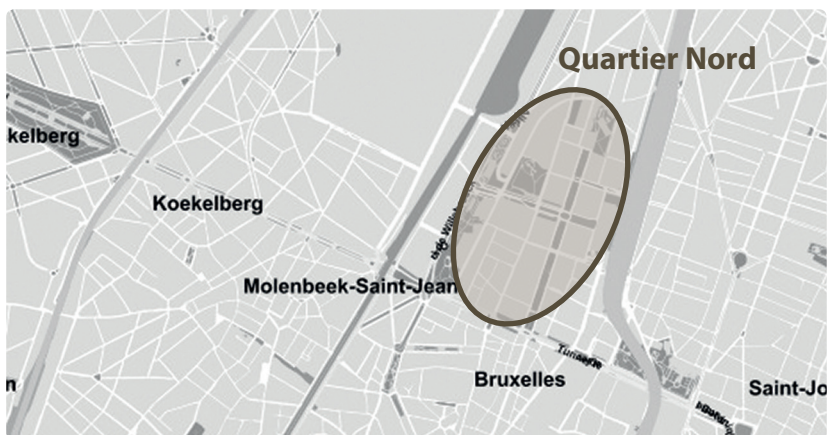 Quartier Nord
kelberg
Koekelberg
Molenbeek-Saint-Jean
Bruxelles
Saint-Jo
n